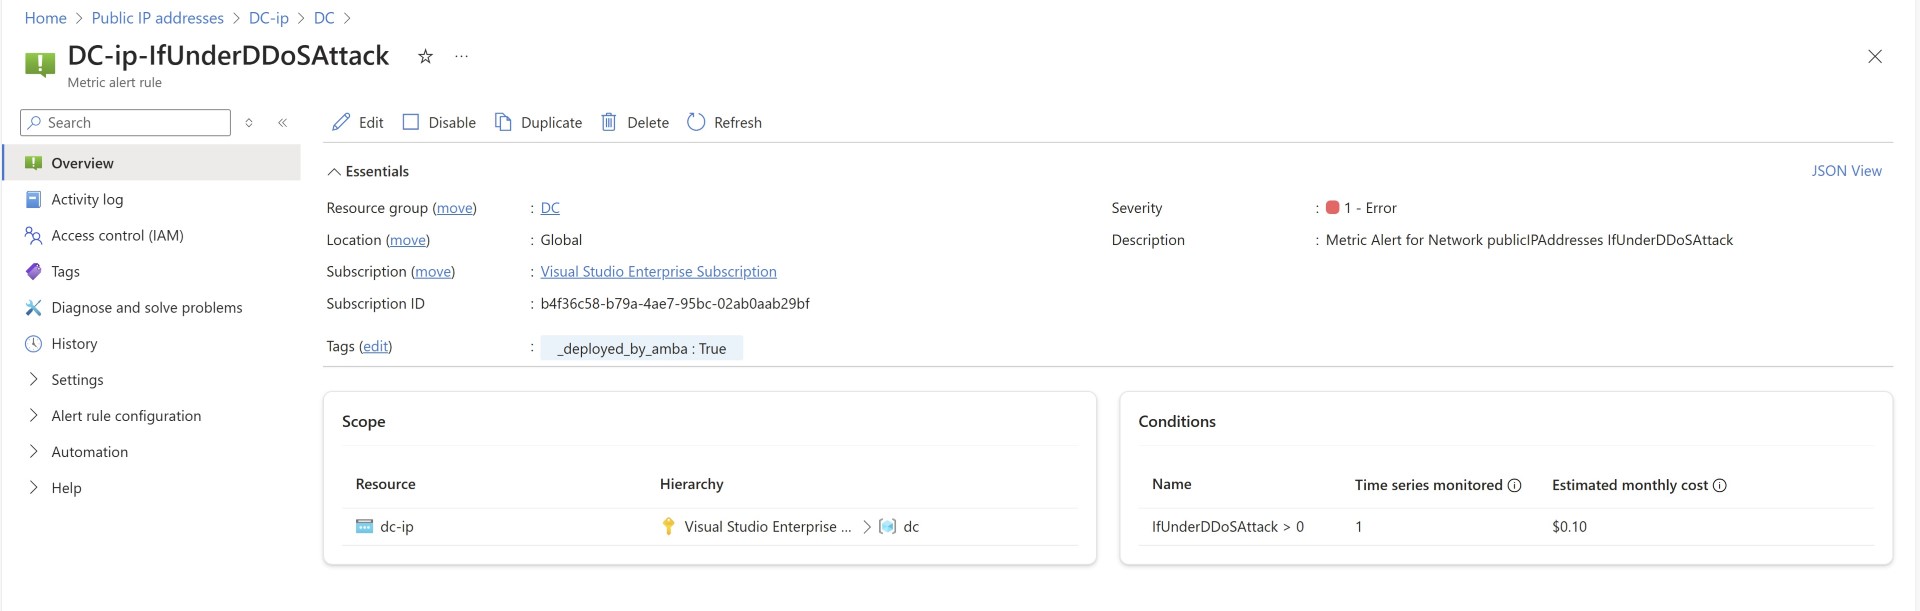 Home > Public IP addresses > DC-ip > DC >
DC-ip-IfUnderDDoSAttack
Metric alert rule
Search
Edit Disable Duplicate Delete Refresh
Overview
Activity log
Access control (IAM)
Tags
Diagnose and solve problems
History
Settings
Alert rule configuration
Automation
Help
Essentials
JSON View
Resource group (move) : DC
Location (move) : Global
Subscription (move) : Visual Studio Enterprise Subscription
Subscription ID : b4f36c58-b79a-4ae7-95bc-02ab0aab29bf
Tags (edit) : _deployed_by_amba : True
Severity : 1 - Error
Description : Metric Alert for Network publicIPAddresses IfUnderDDoSAttack
Scope
Resource Hierarchy
dc-ip Visual Studio Enterprise ... > dc
Conditions
Name Time series monitored Estimated monthly cost
IfUnderDDoSAttack > 0 1 $0.10